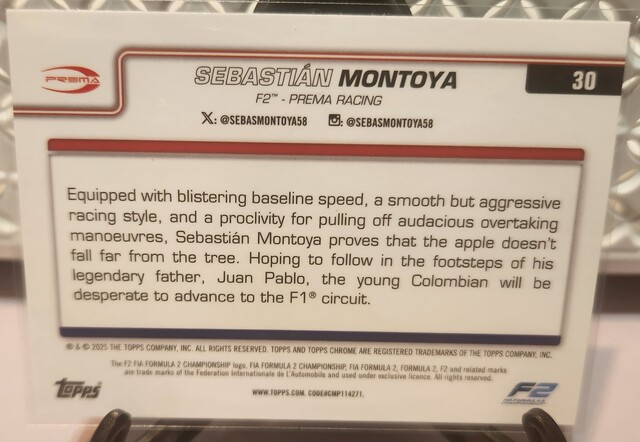 PREMA
SEBASTIÁN MONTOYA
30
F2™ - PREMA RACING
X: @SEBASMONTOYA58 : @SEBASMONTOYA58
Equipped with blistering baseline speed, a smooth but aggressive
racing style, and a proclivity for pulling off audacious overtaking
manoeuvres, Sebastián Montoya proves that the apple doesn't
fall far from the tree. Hoping to follow in the footsteps of his
legendary father, Juan Pablo, the young Colombian will be
desperate to advance to the F1® circuit.
® & © 2025 THE TOPPS COMPANY, INC. ALL RIGHTS RESERVED. TOPPS AND TOPPS CHROME ARE REGISTERED TRADEMARKS OF THE TOPPS COMPANY, INC.
The F2 FIA FORMULA 2 CHAMPIONSHIP logo, FIA FORMULA 2 CHAMPIONSHIP, FIA FORMULA 2, FORMULA 2, F2 and related marks
are trade marks of the Federation Internationale de L'Automobile and used under exclusive licence. All rights reserved.
Topps
WWW.TOPPS.COM. CODE#CMP114271.
F2